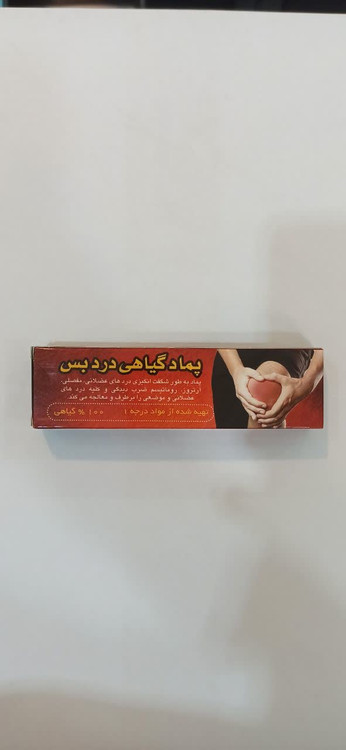 پماد گیاهی درد بس
پماد به طور شگفت انگیزی درد های عضلانی، مفصلی،
آرتروز، روماتیسم ضرب دیدگی و کلیه درد های
عضلانی و موضعی را برطرف و معالجه می کند.
تهیه شده از مواد درجه ۱ ۱۰۰ % گیاهی